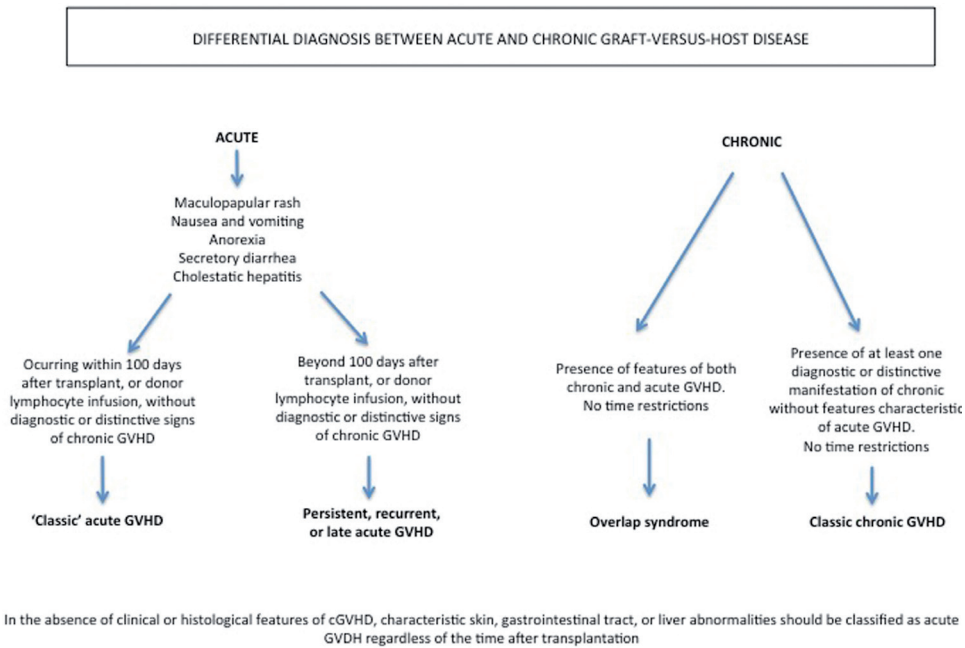 DIFFERENTIAL DIAGNOSIS BETWEEN ACUTE AND CHRONIC GRAFT-VERSUS-HOST DISEASE
ACUTE
Maculopapular rash
Nausea and vomiting
Anorexia
Secretory diarrhea
Cholestatic hepatitis
Ocurring within 100 days
after transplant, or donor
lymphocyte infusion, without
diagnostic or distinctive signs
of chronic GVHD
'Classic' acute GVHD
Beyond 100 days after
transplant, or donor
lymphocyte infusion, without
diagnostic or distinctive signs
of chronic GVHD
Persistent, recurrent,
or late acute GVHD
CHRONIC
Presence of features of both
chronic and acute GVHD.
No time restrictions
Overlap syndrome
Presence of at least one
diagnostic or distinctive
manifestation of chronic
without features characteristic
of acute GVHD.
No time restrictions
Classic chronic GVHD
In the absence of clinical or histological features of cGVHD, characteristic skin, gastrointestinal tract, or liver abnormalities should be classified as acute
GVDH regardless of the time after transplantation